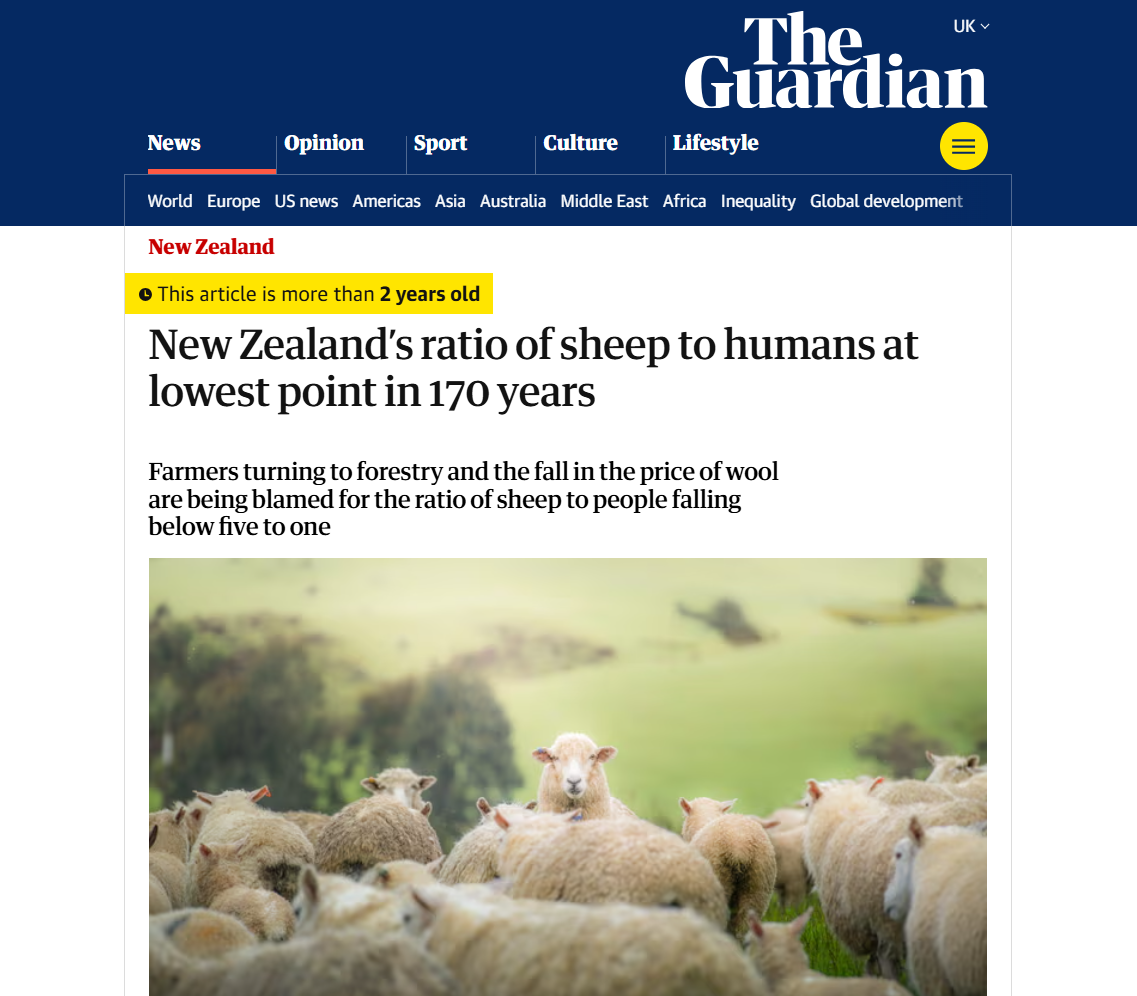 UK
The
Guardian
News Opinion Sport Culture Lifestyle
World Europe US news Americas Asia Australia Middle East Africa Inequality Global development
New Zealand
This article is more than 2 years old
New Zealand’s ratio of sheep to humans at
lowest point in 170 years
Farmers turning to forestry and the fall in the price of wool
are being blamed for the ratio of sheep to people falling
below five to one